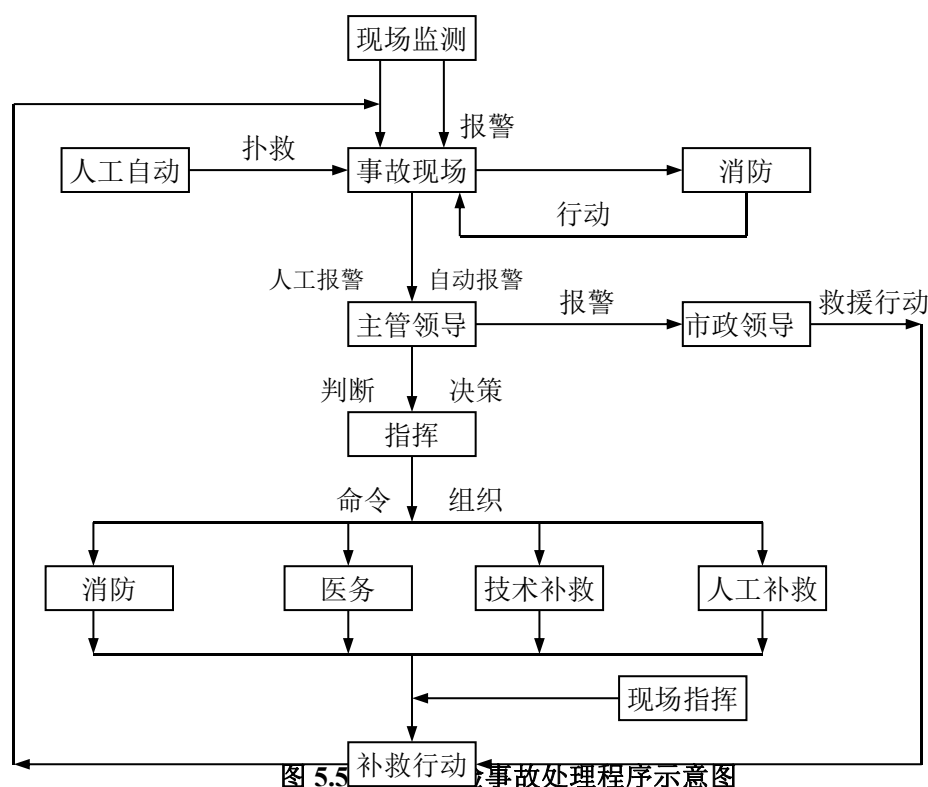 现场监测
报警
扑救
人工自动
事故现场
消防
行动
人工报警 自动报警
报警
救援行动
主管领导
市政领导
判断 决策
指挥
命令 组织
消防
医务
技术补救
人工补救
现场指挥
补救行动
图 5.5 事故处理程序示意图